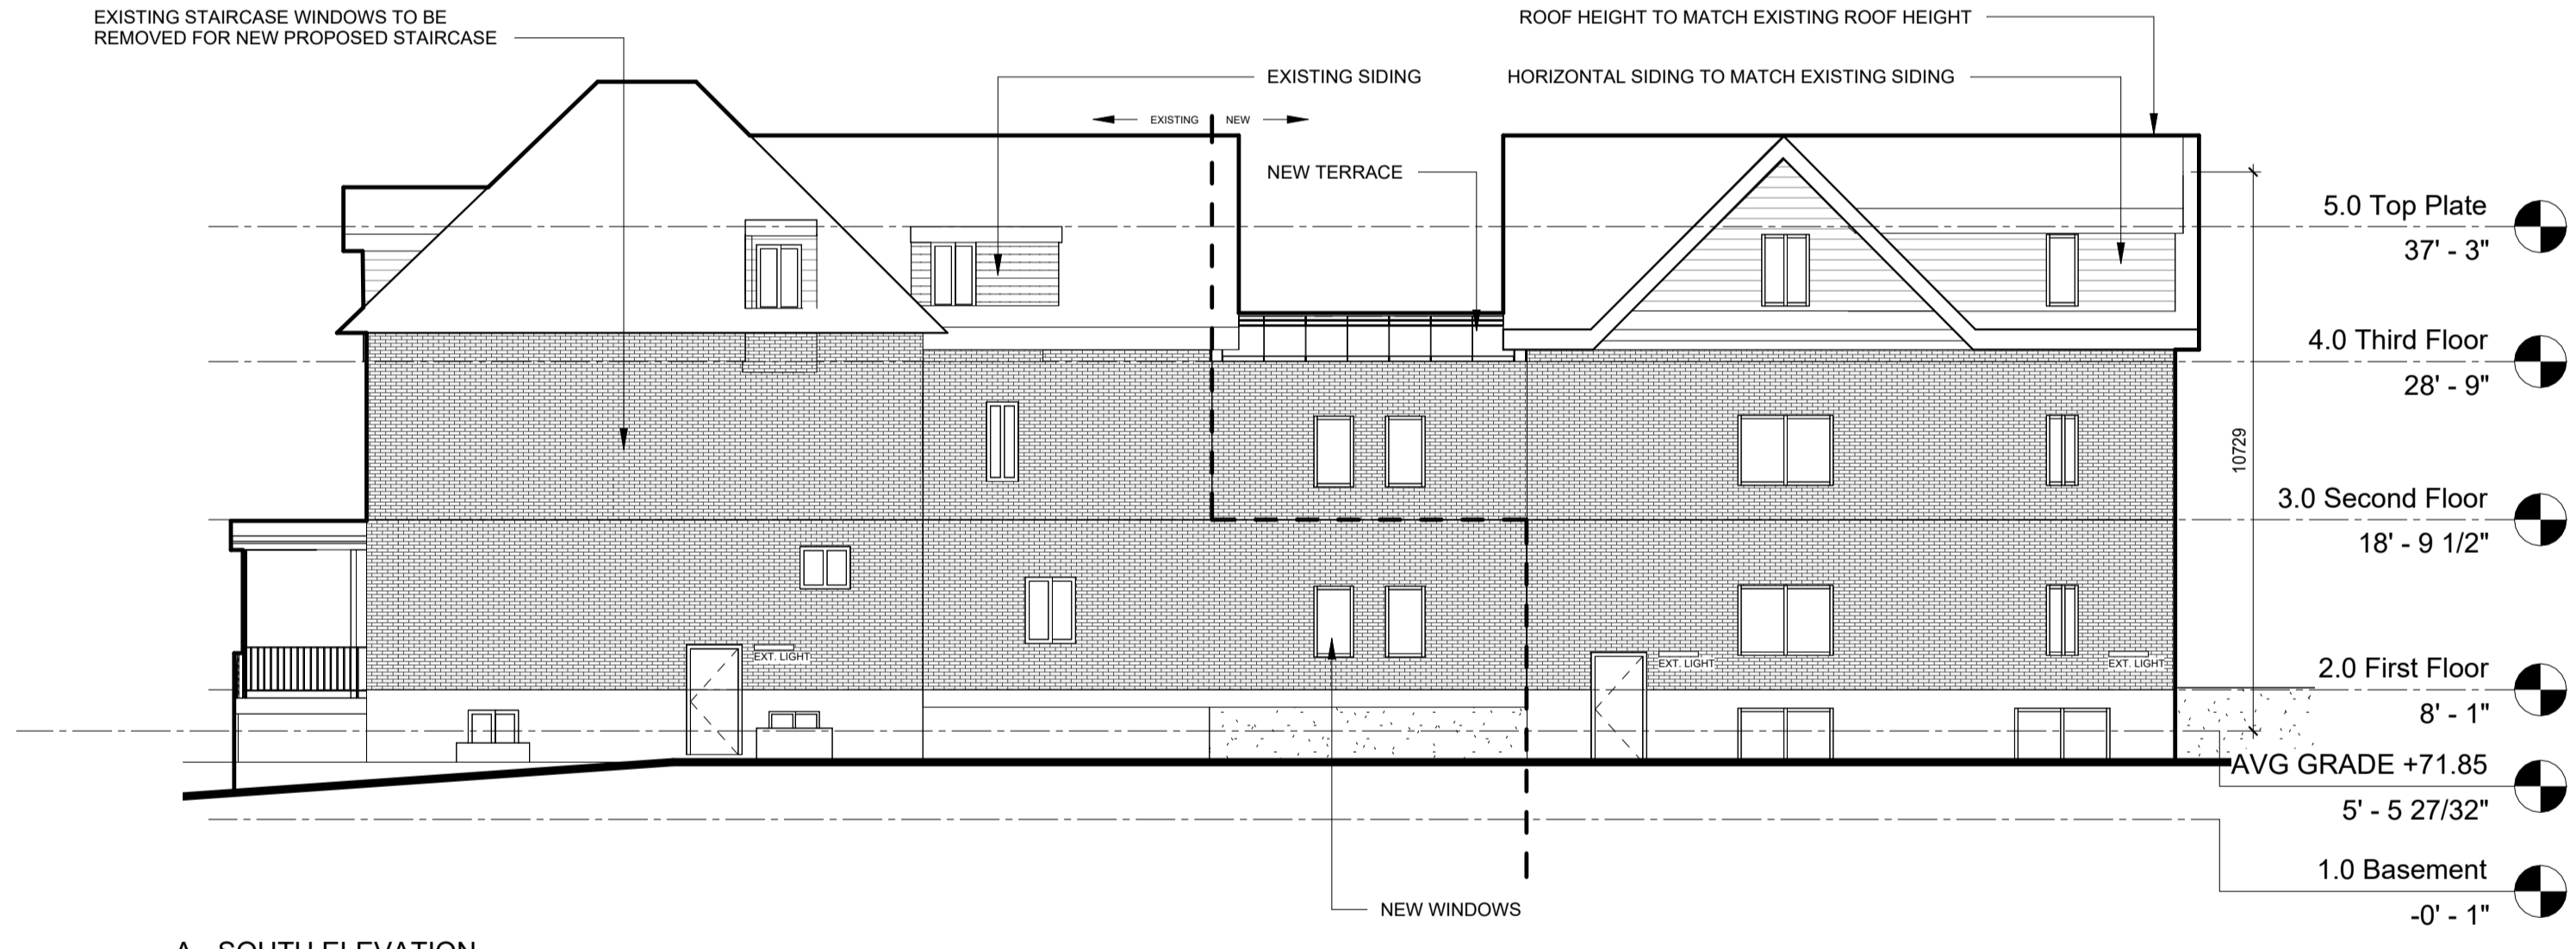 EXISTING STAIRCASE WINDOWS TO BE
REMOVED FOR NEW PROPOSED STAIRCASE
ROOF HEIGHT TO MATCH EXISTING ROOF HEIGHT
EXISTING SIDING
HORIZONTAL SIDING TO MATCH EXISTING SIDING
EXISTING
NEW
NEW TERRACE
5.0 Top Plate
37' - 3"
4.0 Third Floor
28' - 9"
10729
3.0 Second Floor
18' - 9 1/2"
EXT. LIGHT
EXT. LIGHT
EXT. LIGHT
2.0 First Floor
8' - 1"
AVG GRADE +71.85
5' - 5 27/32"
1.0 Basement
-0' - 1"
NEW WINDOWS
A - SOUTH ELEVATION